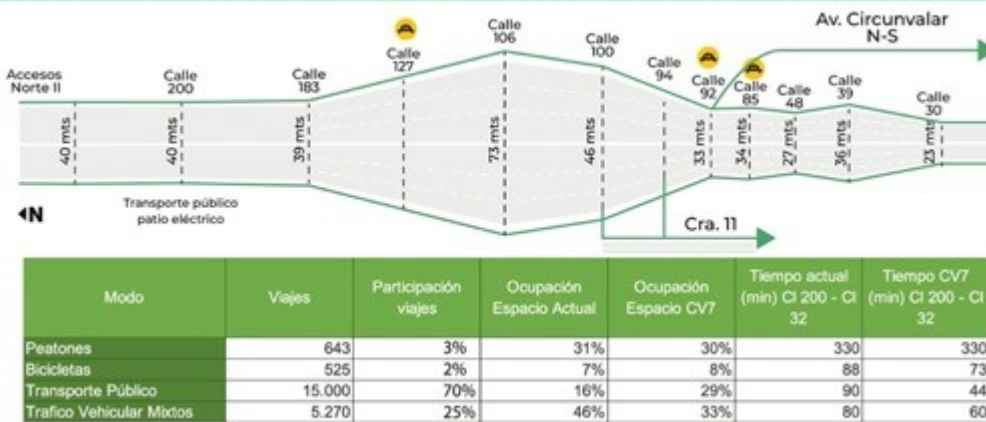 Av. Circunvalar
N-S
Calle
106
Calle
127
Calle
100
Calle
94
Calle
92
Calle
85
Calle
48
Calle
39
Calle
30
Accesos
Norte II
Calle
200
Calle
183
40 mts
40 mts
39 mts
73 mts
46 mts
33 mts
34 mts
27 mts
36 mts
23 mts
N
Transporte público
patio eléctrico
Cra. 11
Modo Viajes Participación viajes Ocupación Espacio Actual Ocupación Espacio CV7 Tiempo actual (min) Cl 200 - Cl 32 Tiempo CV7 (min) Cl 200 - Cl 32
Peatones 643 3% 31% 30% 330 330
Bicicletas 525 2% 7% 8% 88 73
Transporte Público 15.000 70% 16% 29% 90 44
Trafico Vehicular Mixtos 5.270 25% 46% 33% 80 60